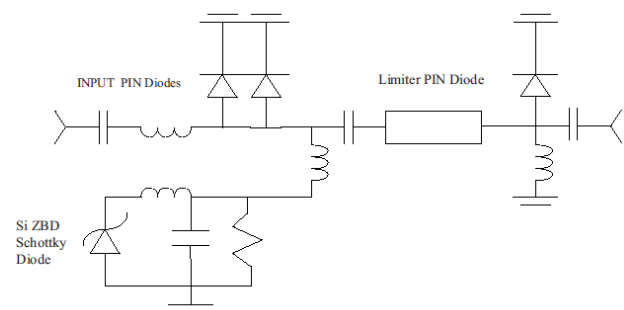 INPUT PIN Diodes
Limiter PIN Diode
Si ZBD
Schottky
Diode